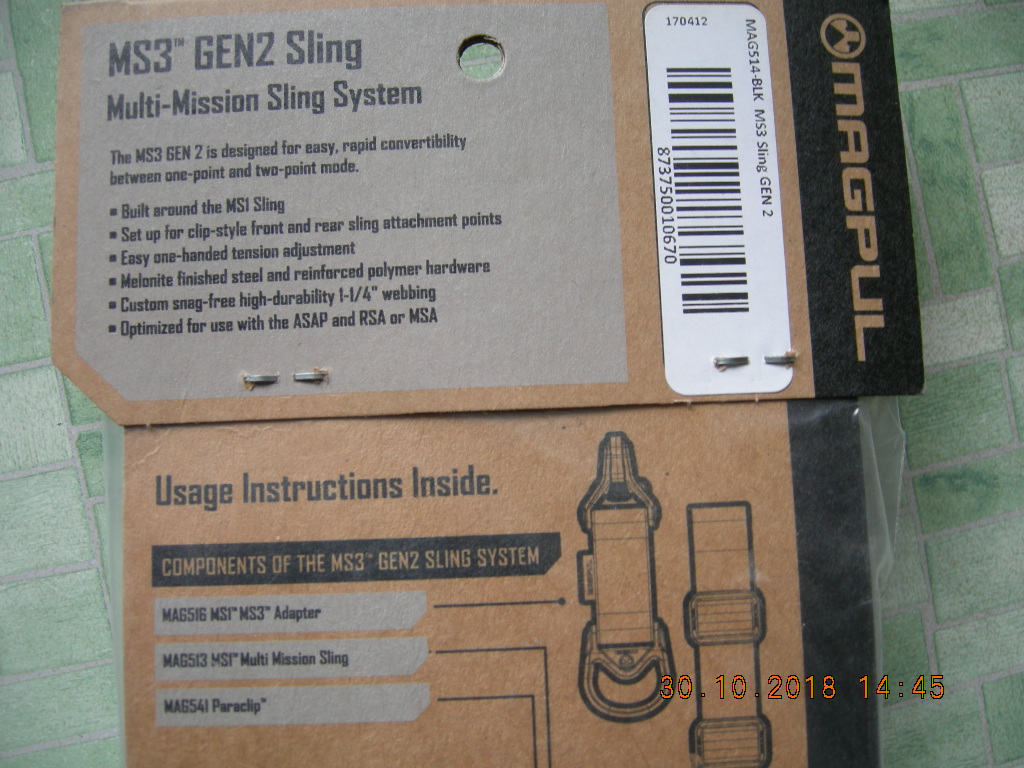 MS3™ GEN2 Sling
Multi-Mission Sling System
The MS3 GEN 2 is designed for easy, rapid convertibility
between one-point and two-point mode.
▪ Built around the MS1 Sling
▪ Set up for clip-style front and rear sling attachment points
▪ Easy one-handed tension adjustment
▪ Melonite finished steel and reinforced polymer hardware
▪ Custom snag-free high-durability 1-1/4" webbing
▪ Optimized for use with the ASAP and RSA or MSA
170412
MAG514-BLK MS3 Sling GEN 2
873750010670
MAGPUL
Usage Instructions Inside.
COMPONENTS OF THE MS3™ GEN2 SLING SYSTEM
MAG516 MS1™ MS3™ Adapter
MAG513 MS1™ Multi Mission Sling
MAG541 Paraclip™
30.10.2018 14:45